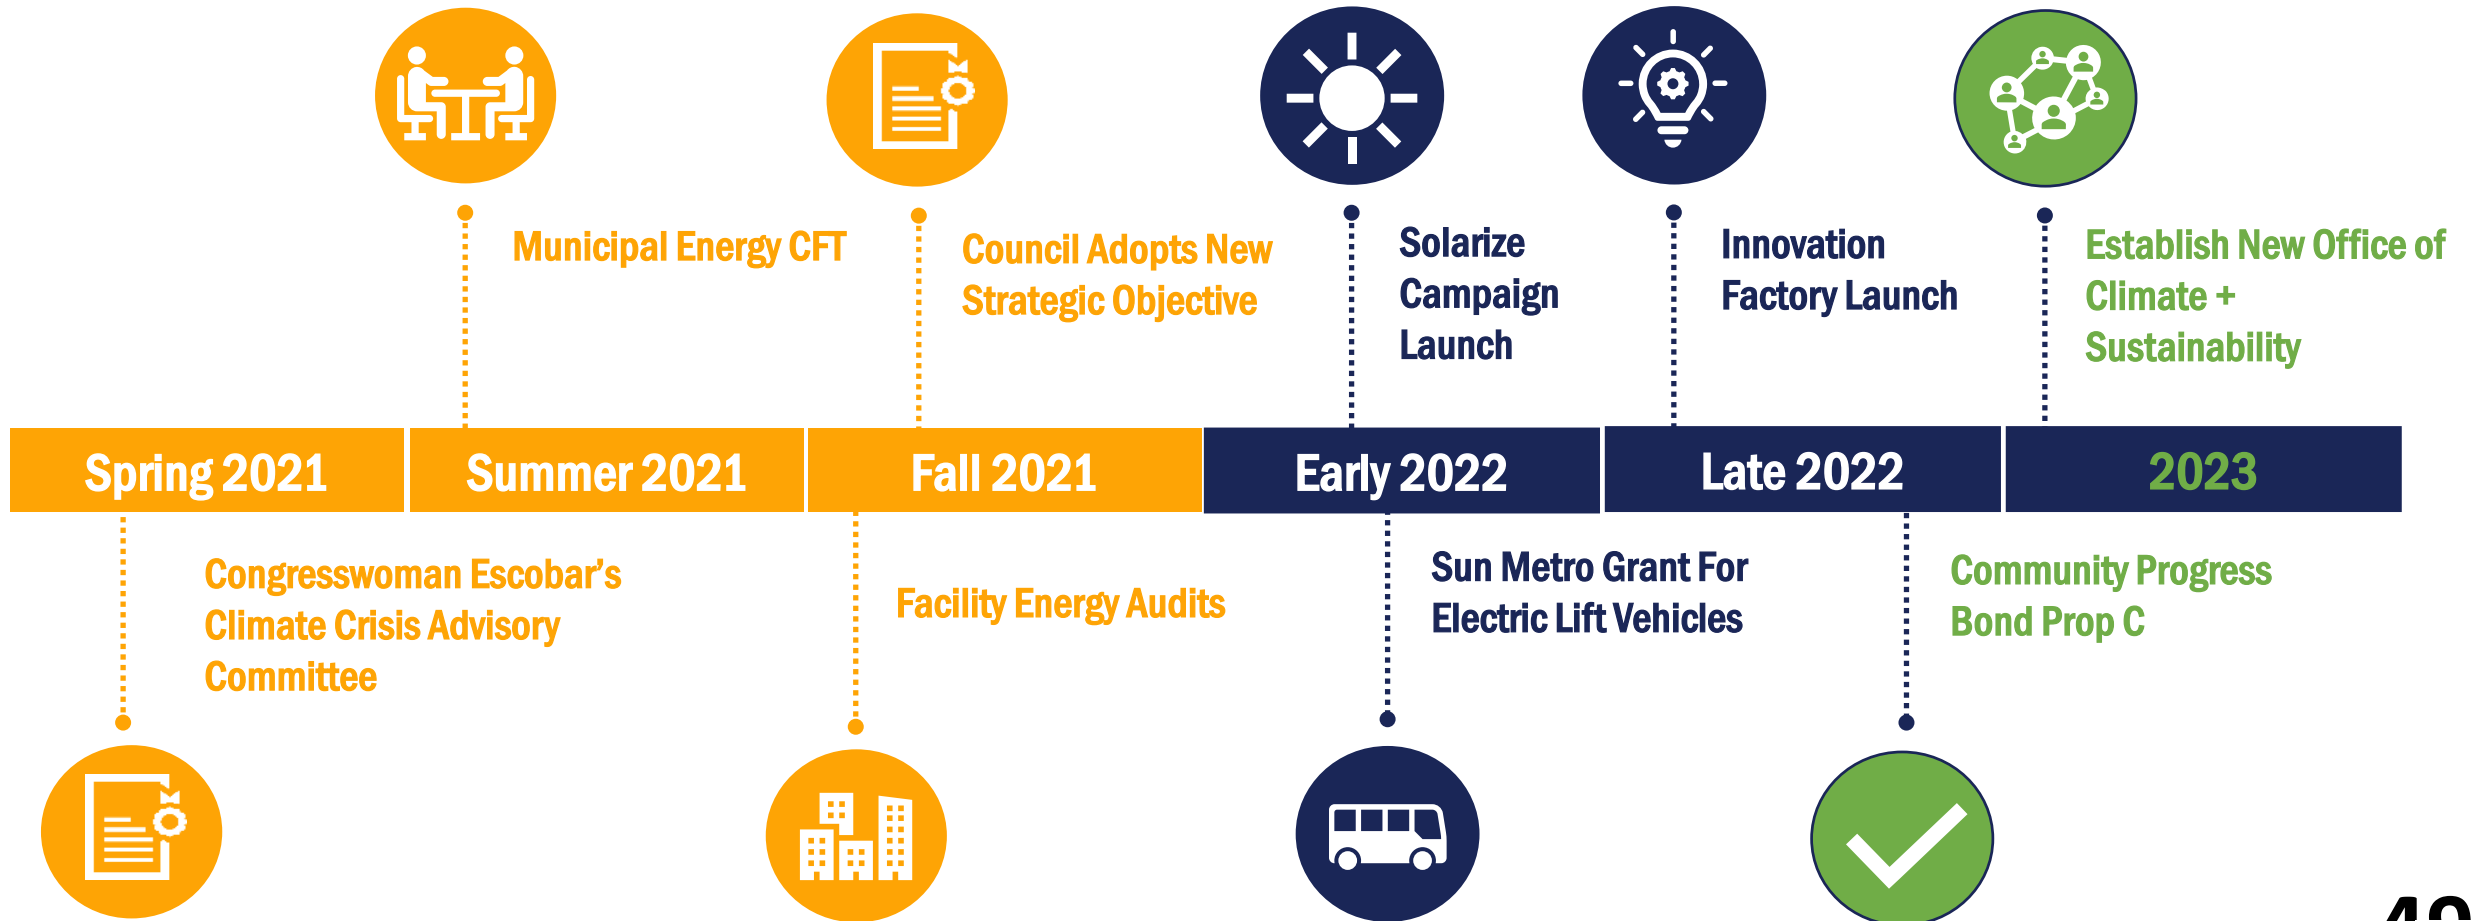 Municipal Energy CFT
Council Adopts New
Strategic Objective
Solarize
Campaign
Launch
Innovation
Factory Launch
Establish New Office of
Climate +
Sustainability
Spring 2021
Summer 2021
Fall 2021
Early 2022
Late 2022
2023
Congresswoman Escobar's
Climate Crisis Advisory
Committee
Facility Energy Audits
Sun Metro Grant For
Electric Lift Vehicles
Community Progress
Bond Prop C